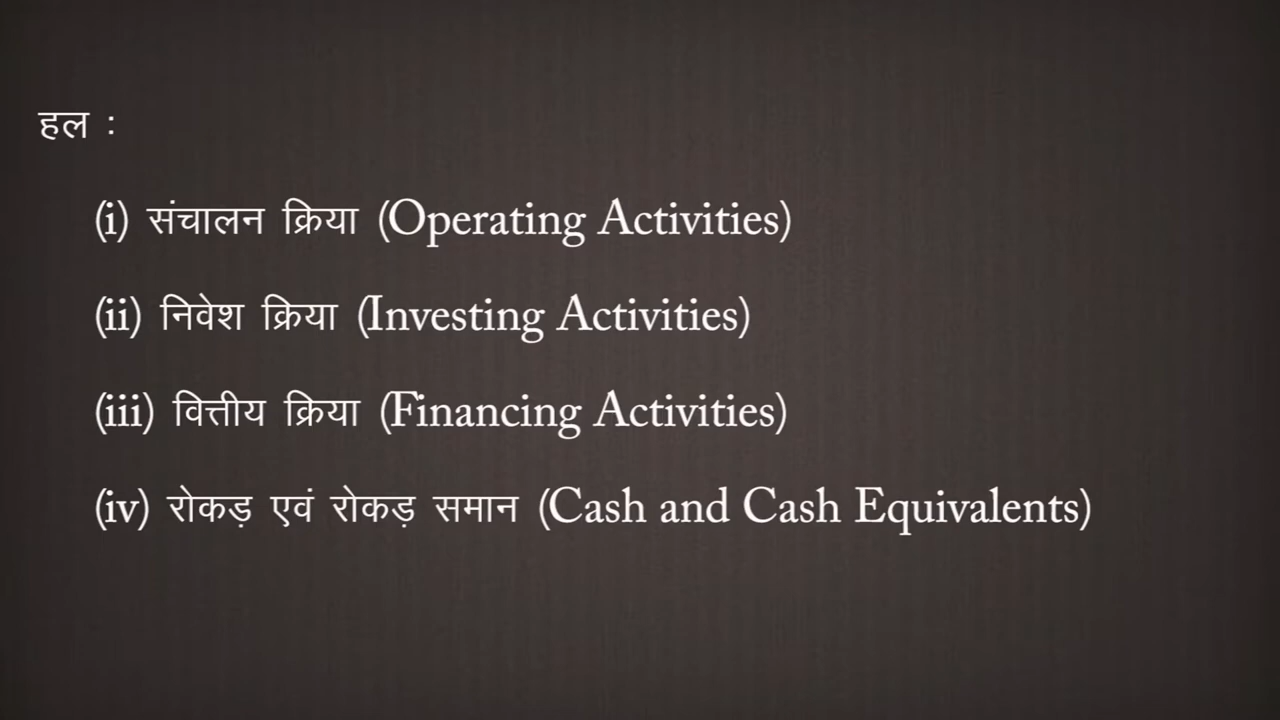 हल :
(i) संचालन क्रिया (Operating Activities)
(ii) निवेश क्रिया (Investing Activities)
(iii) वित्तीय क्रिया (Financing Activities)
(iv) रोकड़ एवं रोकड़ समान (Cash and Cash Equivalents)